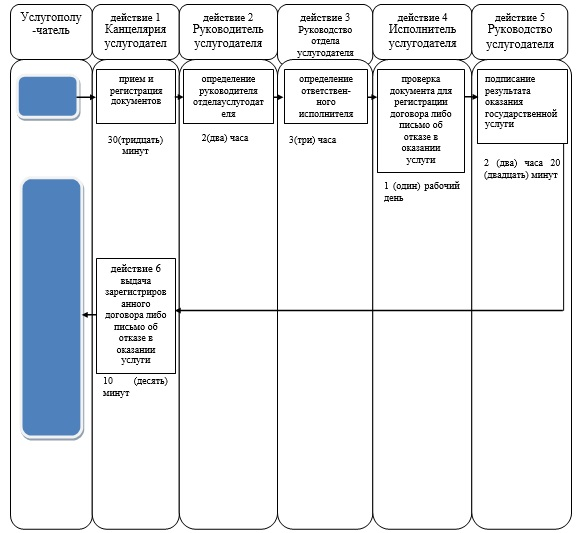 Услугополу
-чатель
действие 1
Канцелярия
услугодател
действие 2
Руководитель
услугодателя
действие 3
Руководство
отдела
услугодателя
действие 4
Исполнитель
услугодателя
действие 5
Руководство
услугодателя
прием и
регистрация
документов
30(тридцать)
минут
определение
руководителя
отделауслугодат
еля
2(два) часа
определение
ответствен-
ного
исполнителя
3(три) часа
проверка
документа для
регистрации
договора либо
письмо об
отказе в
оказании
услуги
1 (один) рабочий
день
подписание
результата
оказания
государственной
услуги
2 (два) часа 20
(двадцать) минут
действие 6
выдача
зарегистриров
анного
договора либо
письмо об
отказе в
оказании
услуги
10 (десять)
минут